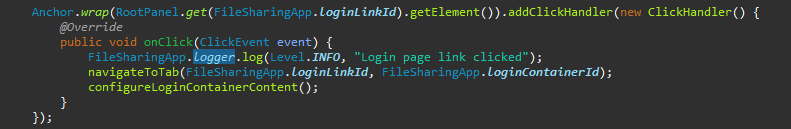 Anchor.wrap(RootPanel.get(FileSharingApp.loginLinkId).getElement()).addClickHandler(new ClickHandler() {
@Override
public void onClick(ClickEvent event) {
FileSharingApp.logger.log(Level.INFO, "Login page link clicked");
navigateToTab(FileSharingApp.loginLinkId, FileSharingApp.loginContainerId);
configureLoginContainerContent();
}
});